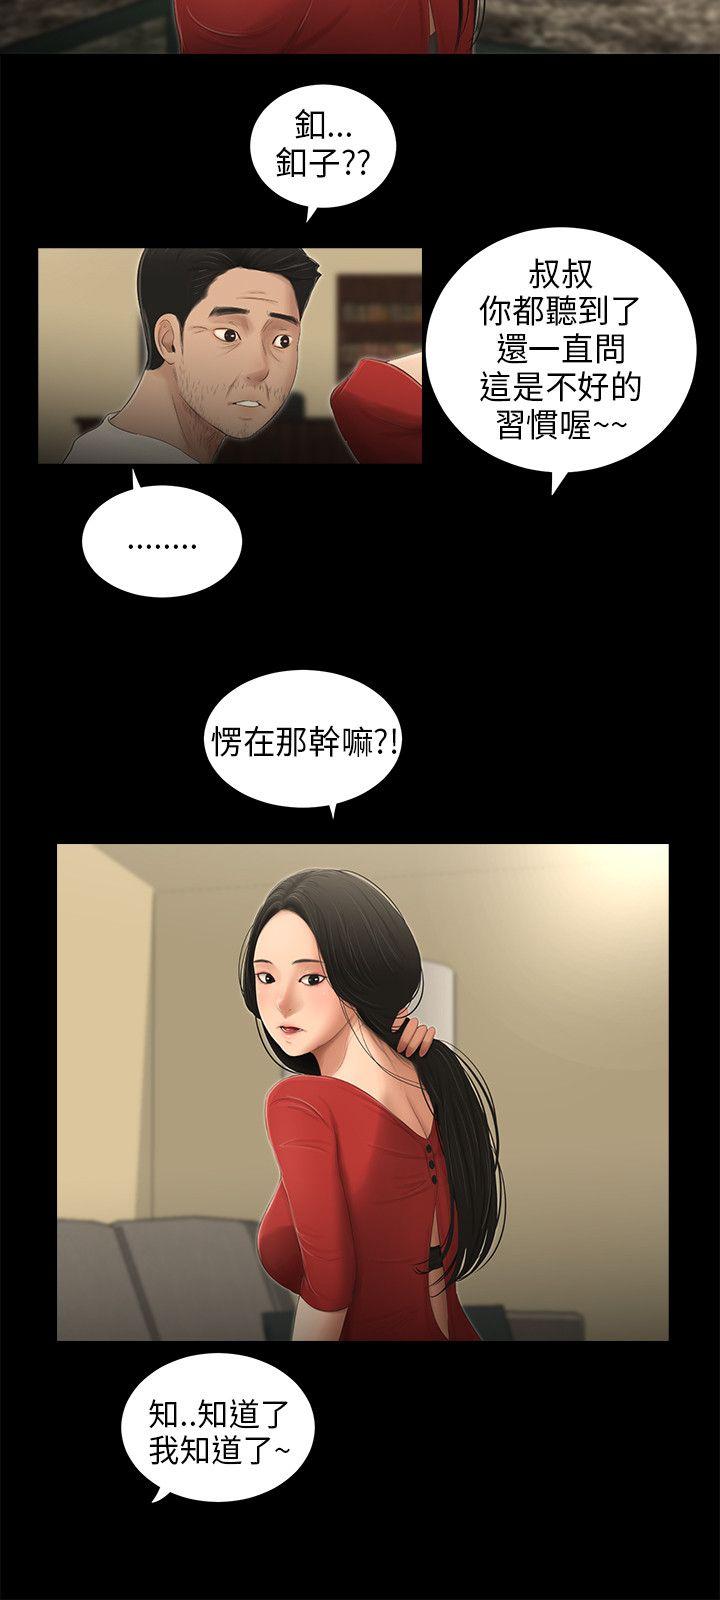 釦...
釦子??
叔叔
你都聽到了
還一直問
這是不好的
習慣喔~~
........
愣在那幹嘛?!
知..知道了
我知道了~